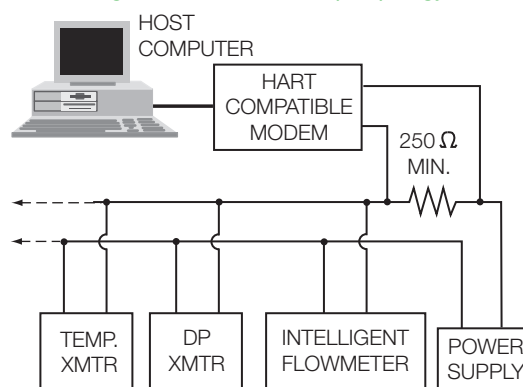 HOST
COMPUTER
HART
COMPATIBLE
MODEM
250 Ω
MIN.
TEMP.
XMTR
DP
XMTR
INTELLIGENT
FLOWMETER
POWER
SUPPLY